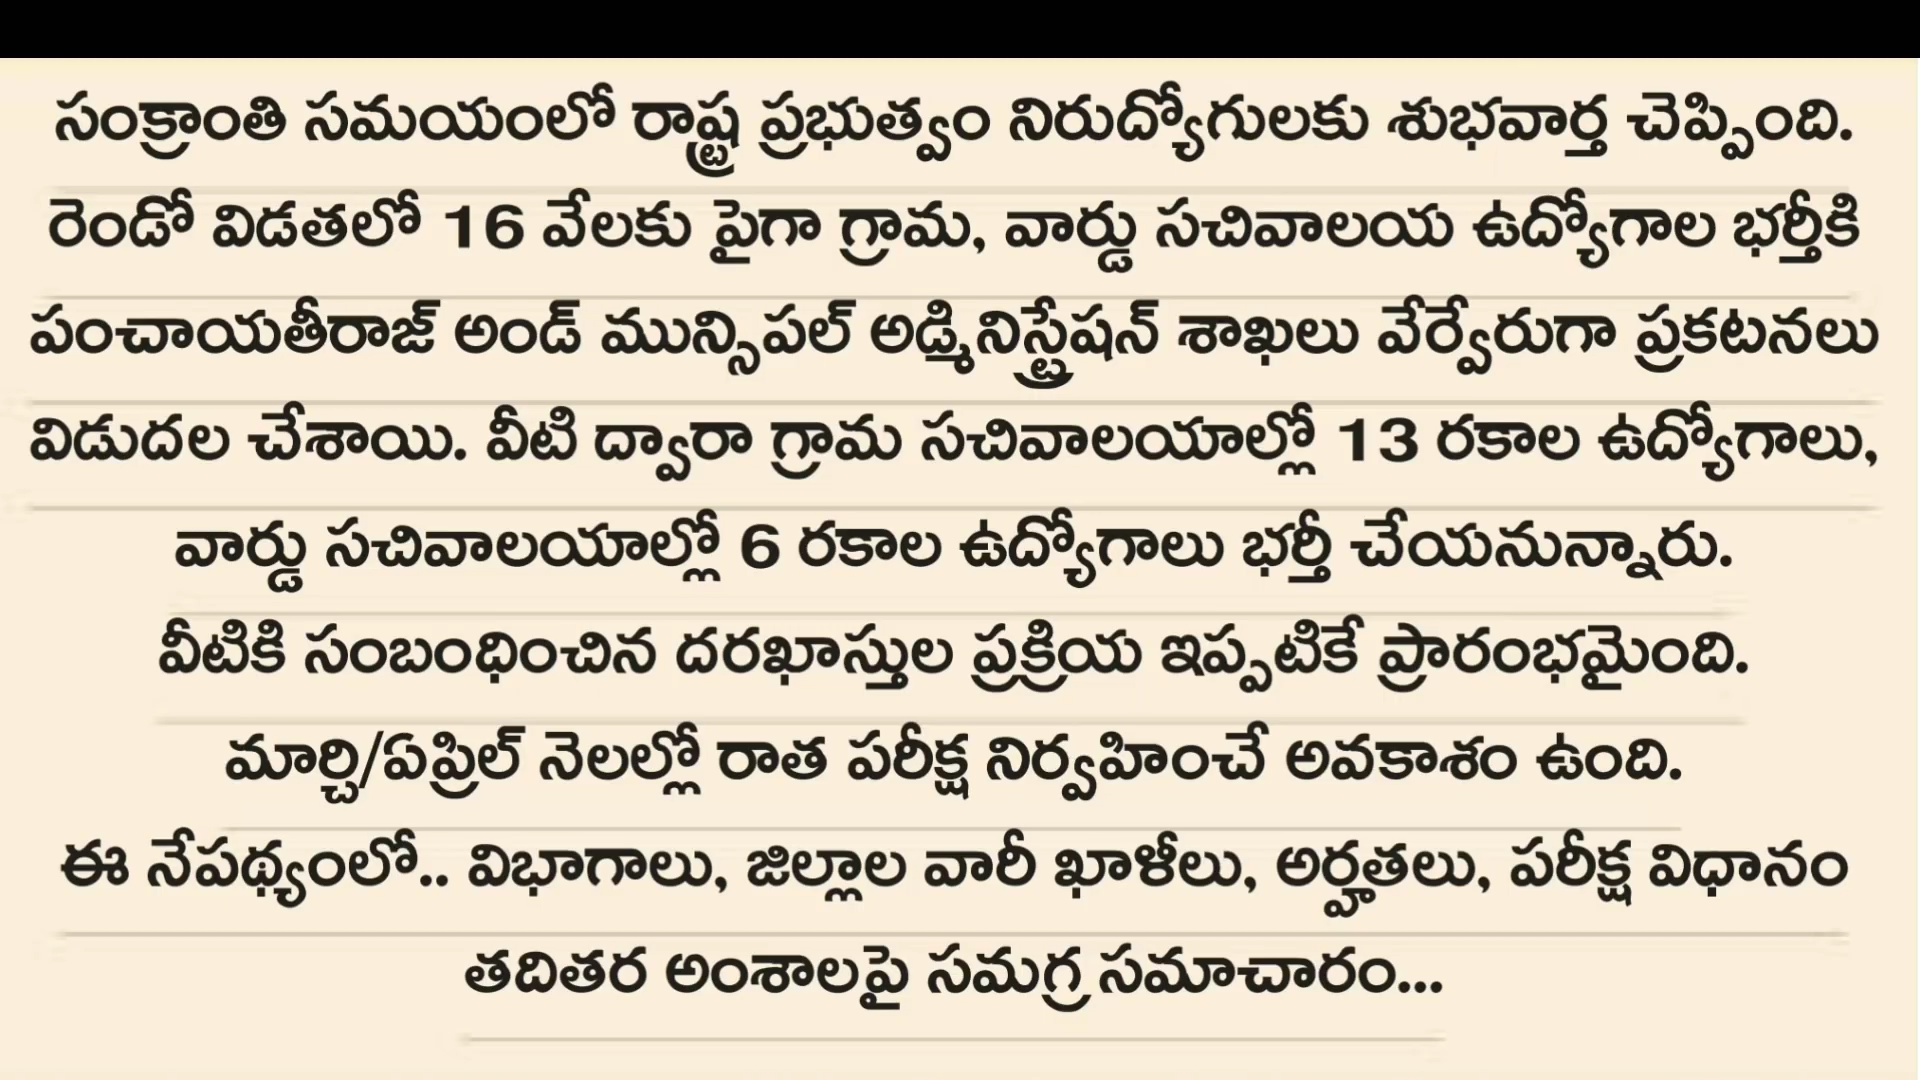 సంక్రాంతి సమయంలో రాష్ట్ర ప్రభుత్వం నిరుద్యోగులకు శుభవార్త చెప్పింది.
రెండో విడతలో 16 వేలకు పైగా గ్రామ, వార్డు సచివాలయ ఉద్యోగాల భర్తీకి
పంచాయతీరాజ్ అండ్ మున్సిపల్ అడ్మినిస్ట్రేషన్ శాఖలు వేర్వేరుగా ప్రకటనలు
విడుదల చేశాయి. వీటి ద్వారా గ్రామ సచివాలయాల్లో 13 రకాల ఉద్యోగాలు,
వార్డు సచివాలయాల్లో 6 రకాల ఉద్యోగాలు భర్తీ చేయనున్నారు.
వీటికి సంబంధించిన దరఖాస్తుల ప్రక్రియ ఇప్పటికే ప్రారంభమైంది.
మార్చి/ఏప్రిల్ నెలల్లో రాత పరీక్ష నిర్వహించే అవకాశం ఉంది.
ఈ నేపథ్యంలో.. విభాగాలు, జిల్లాల వారీ ఖాళీలు, అర్హతలు, పరీక్ష విధానం
తదితర అంశాలపై సమగ్ర సమాచారం...